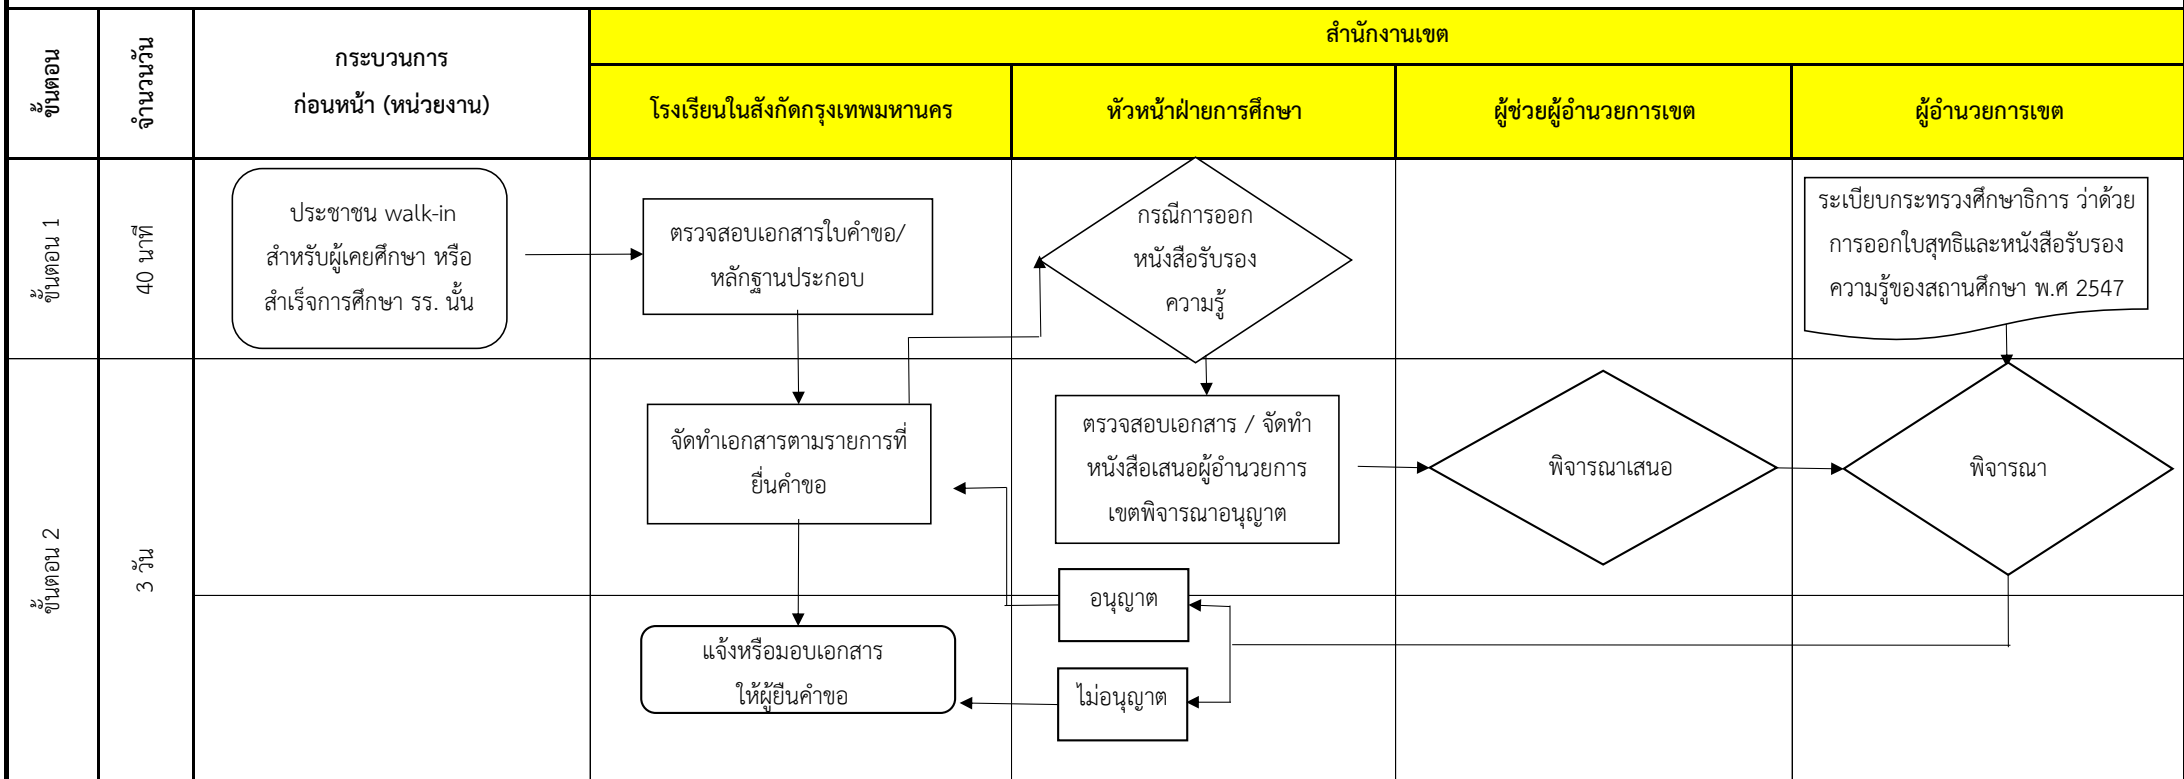 ขั้นตอน
จำนวนวัน
กระบวนการ
ก่อนหน้า (หน่วยงาน)
สำนักงานเขต
โรงเรียนในสังกัดกรุงเทพมหานคร
หัวหน้าฝ่ายการศึกษา
ผู้ช่วยผู้อำนวยการเขต
ผู้อำนวยการเขต
ขั้นตอน 1
40 นาที
ประชาชน walk-in
สำหรับผู้เคยศึกษา หรือ
สำเร็จการศึกษา รร. นั้น
ตรวจสอบเอกสารใบคำขอ/
หลักฐานประกอบ
กรณีการออก
หนังสือรับรอง
ความรู้
ระเบียบกระทรวงศึกษาธิการ ว่าด้วย
การออกใบสุทธิและหนังสือรับรอง
ความรู้ของสถานศึกษา พ.ศ 2547
ขั้นตอน 2
3 วัน
จัดทำเอกสารตามรายการที่
ยื่นคำขอ
ตรวจสอบเอกสาร / จัดทำ
หนังสือเสนอผู้อำนวยการ
เขตพิจารณาอนุญาต
พิจารณาเสนอ
พิจารณา
อนุญาต
แจ้งหรือมอบเอกสาร
ให้ผู้ยืนคำขอ
ไม่อนุญาต